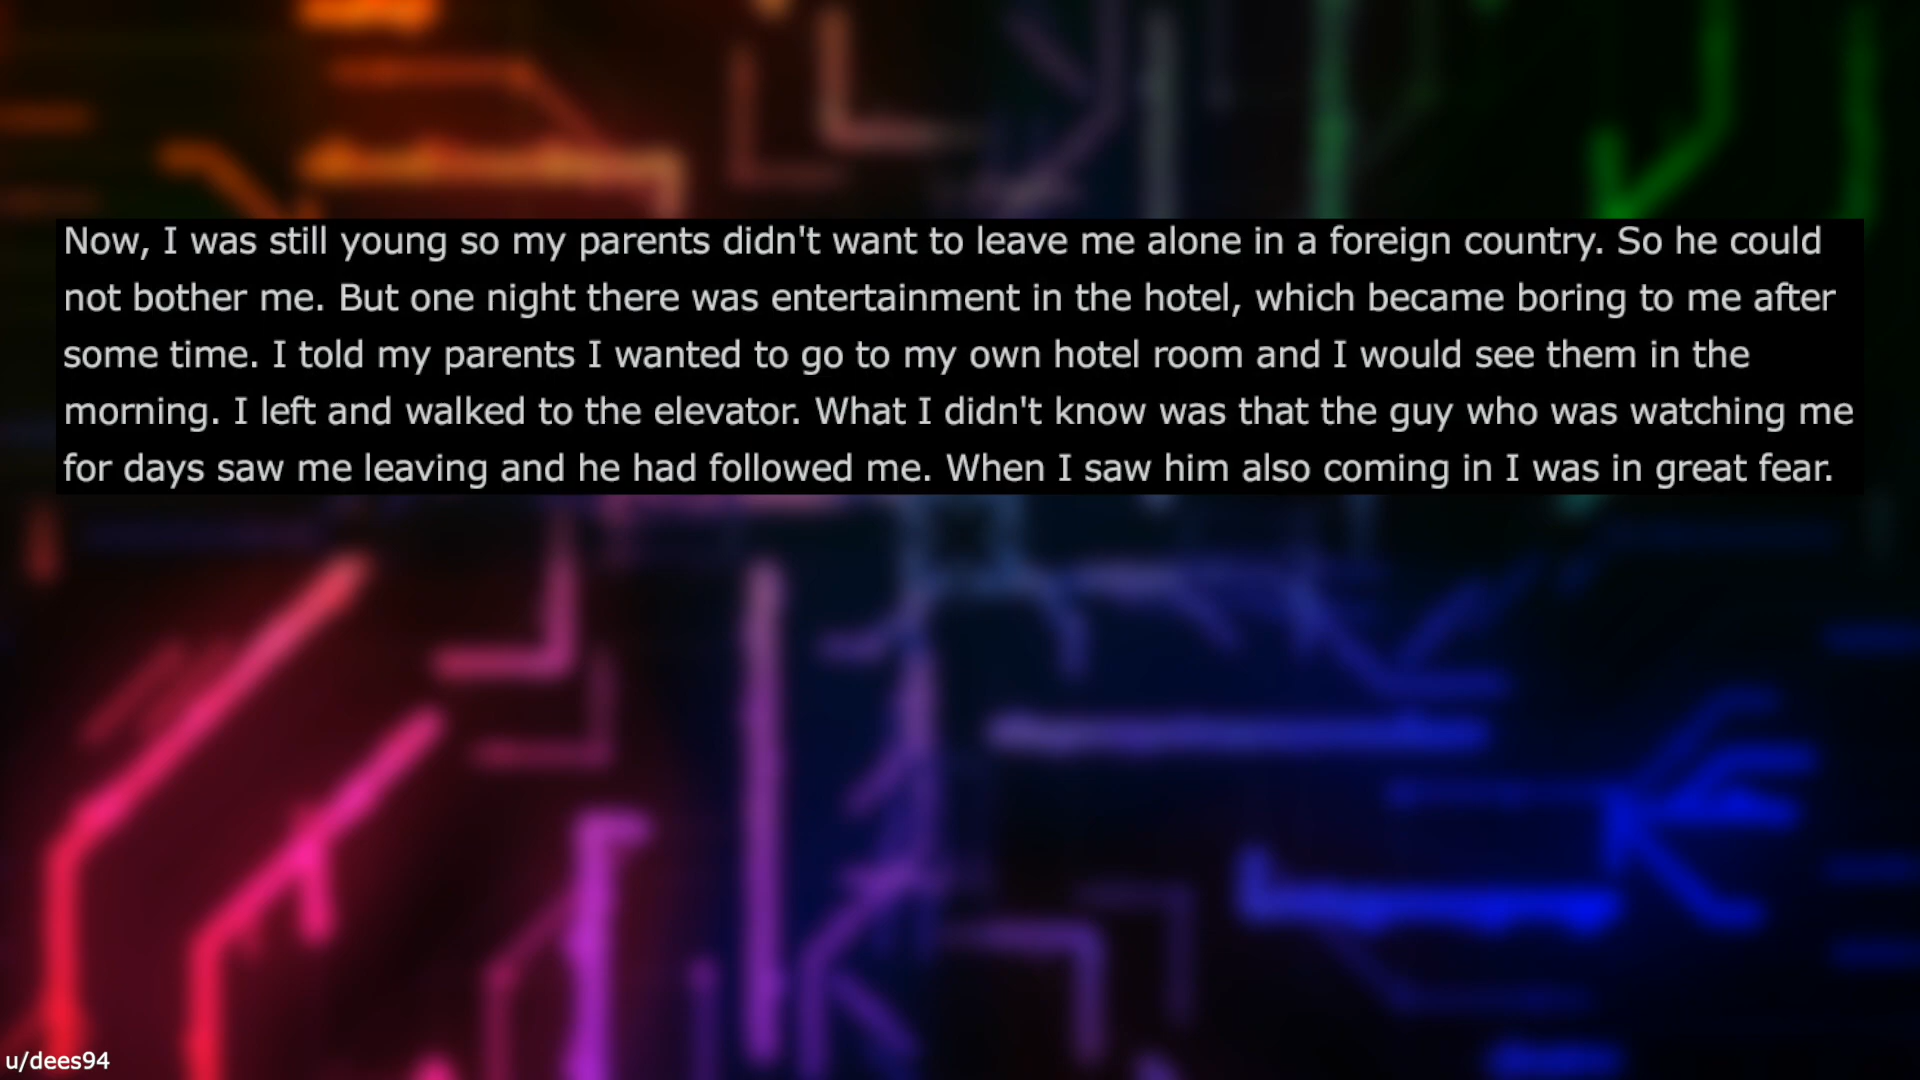 Now, I was still young so my parents didn't want to leave me alone in a foreign country. So he could
not bother me. But one night there was entertainment in the hotel, which became boring to me after
some time. I told my parents I wanted to go to my own hotel room and I would see them in the
morning. I left and walked to the elevator. What I didn't know was that the guy who was watching me
for days saw me leaving and he had followed me. When I saw him also coming in I was in great fear.
u/dees94